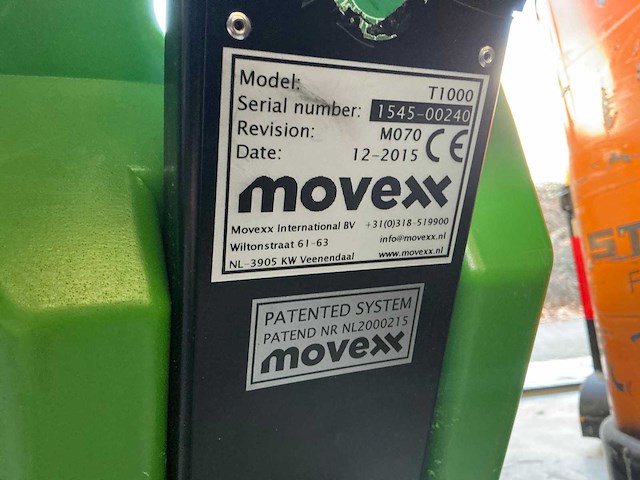 Model: T1000
Serial number: 1545-00240
Revision: M070
Date: 12-2015 CE
movexx
Movexx International BV +31(0)318-519900
Wiltonstraat 61-63 info@movexx.nl
NL-3905 KW Veenendaal www.movexx.nl
PATENTED SYSTEM
PATEND NR NL2000215
movexx